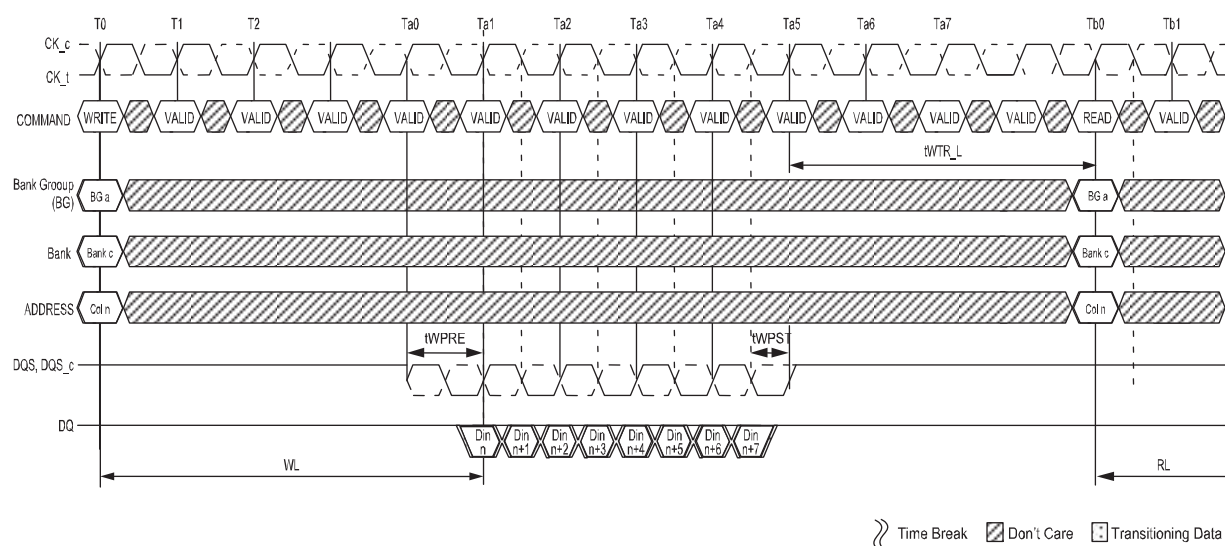 T0 T1 T2 Ta0 Ta1 Ta2 Ta3 Ta4 Ta5 Ta6 Ta7 Tb0 Tb1
CK_c
CK_t
COMMAND WRITE VALID VALID VALID VALID VALID VALID VALID VALID VALID VALID VALID VALID READ VALID
tWTR_L
Bank Grooup
(BG) BG a BG a
Bank Bank c Bank c
ADDRESS Col n Col n
tWPRE tWPST
DQS, DQS_c
DQ Din n Din n+1 Din n+2 Din n+3 Din n+4 Din n+5 Din n+6 Din n+7
WL RL
Time Break Don't Care Transitioning Data